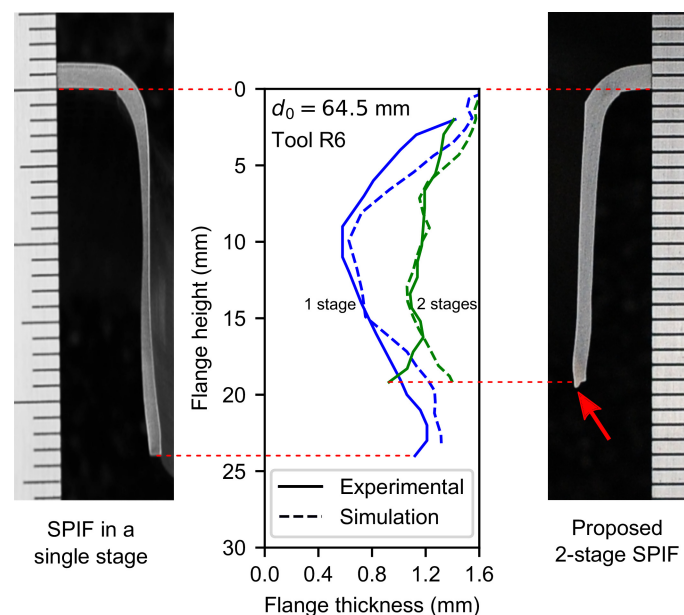 0
5
10
15
20
25
30
0.0 0.4 0.8 1.2 1.6
Flange height (mm)
Flange thickness (mm)
d₀ = 64.5 mm
Tool R6
1 stage
2 stages
Experimental
Simulation
SPIF in a
single stage
Proposed
2-stage SPIF